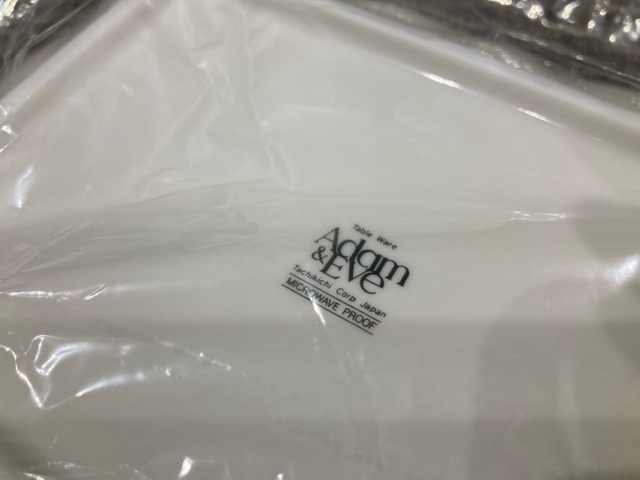 Table Ware
Adam
& Eve
Tachikichi Corp Japan
MICROWAVE PROOF